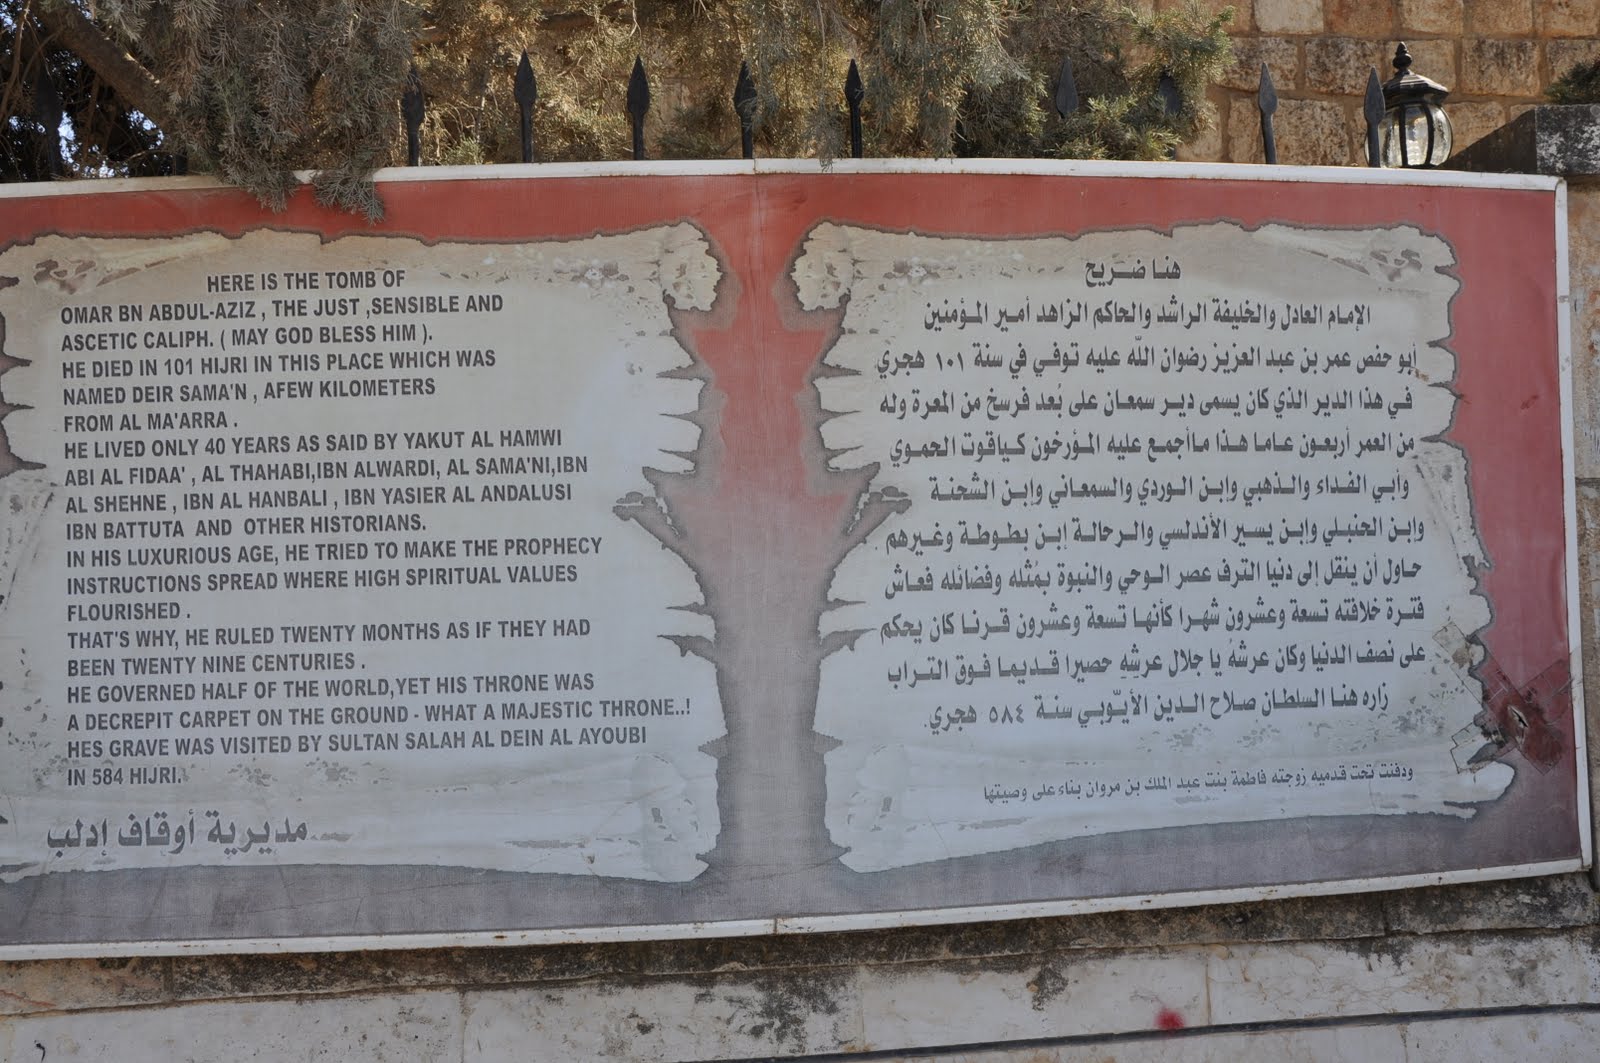 HERE IS THE TOMB OF
OMAR BN ABDUL-AZIZ , THE JUST ,SENSIBLE AND
ASCETIC CALIPH. ( MAY GOD BLESS HIM ).
HE DIED IN 101 HIJRI IN THIS PLACE WHICH WAS
NAMED DEIR SAMA'N , AFEW KILOMETERS
FROM AL MA'ARRA .
HE LIVED ONLY 40 YEARS AS SAID BY YAKUT AL HAMWI
ABI AL FIDAA' , AL THAHABI,IBN ALWARDI, AL SAMA'NI,IBN
AL SHEHNE , IBN AL HANBALI , IBN YASIER AL ANDALUSI
IBN BATTUTA AND OTHER HISTORIANS.
IN HIS LUXURIOUS AGE, HE TRIED TO MAKE THE PROPHECY
INSTRUCTIONS SPREAD WHERE HIGH SPIRITUAL VALUES
FLOURISHED .
THAT'S WHY, HE RULED TWENTY MONTHS AS IF THEY HAD
BEEN TWENTY NINE CENTURIES .
HE GOVERNED HALF OF THE WORLD,YET HIS THRONE WAS
A DECREPIT CARPET ON THE GROUND - WHAT A MAJESTIC THRONE..!
HES GRAVE WAS VISITED BY SULTAN SALAH AL DEIN AL AYOUBI
IN 584 HIJRI.
مديرية أوقاف إدلب
هنا ضريح
الإمام العادل والخليفة الراشد والحاكم الزاهد أمير المؤمنين
أبو حفص عمر بن عبد العزيز رضوان الله عليه توفي في سنة ١٠١ هجري
في هذا الدير الذي كان يسمى دير سمعان على بُعد فرسخ من المعرة وله
من العمر أربعون عاما هذا ماأجمع عليه المؤرخون كياقوت الحموي
وأبي الفداء والذهبي وإبن الوردي والسمعاني وإبن الشحنة
وإبن الحنبلي وإبن يسير الأندلسي والرحالة إبن بطوطة وغيرهم .
حاول أن ينقل إلى دنيا الترف عصر الوحي والنبوة بمُثله وفضائله فعاش
فترة خلافته تسعة وعشرون شهرا كأنها تسعة وعشرون قرنا كان يحكم
على نصف الدنيا وكان عرشهُ يا جلال عرشهِ حصيرا قديما فوق التراب
زاره هنا السلطان صلاح الدين الأيّوبي سنة ٥٨٤ هجري.
ودفنت تحت قدميه زوجته فاطمة بنت عبد الملك بن مروان بناء على وصيتها